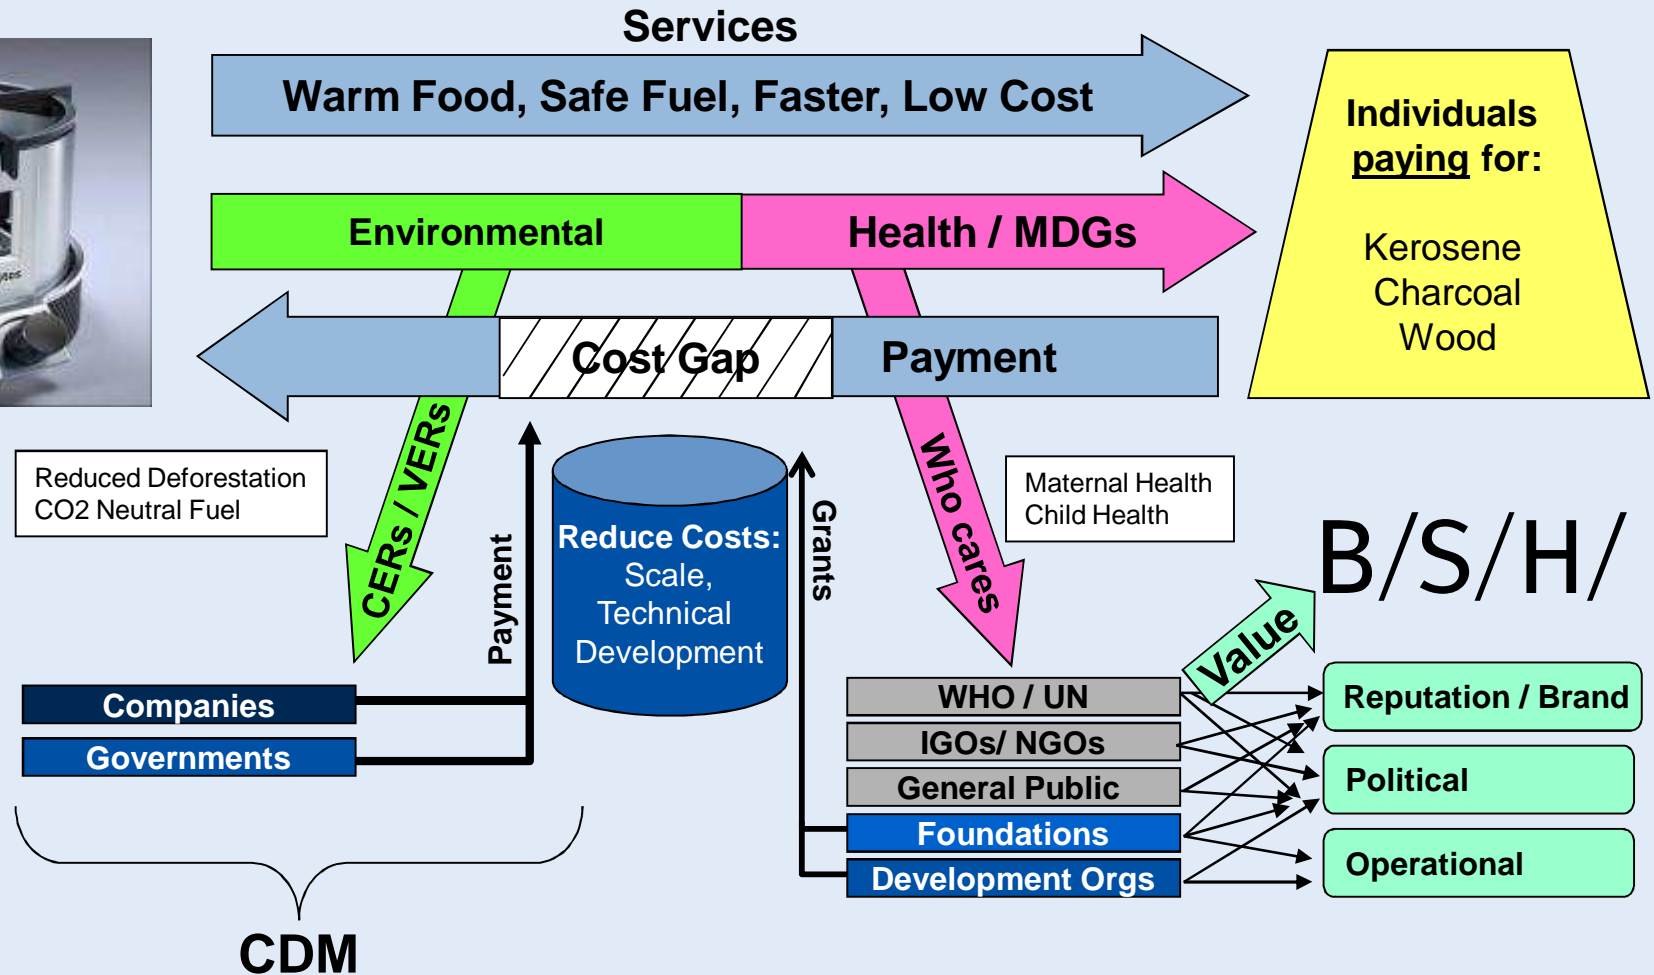 Services
Warm Food, Safe Fuel, Faster, Low Cost
Individuals
paying for:
Kerosene
Charcoal
Wood
Environmental
Health / MDGs
Cost Gap
Payment
Reduced Deforestation
CO2 Neutral Fuel
CERs / VERs
Payment
Reduce Costs:
Scale,
Technical
Development
Grants
Who cares
Maternal Health
Child Health
B/S/H/
Value
Companies
Governments
WHO / UN
IGOs/ NGOs
General Public
Foundations
Development Orgs
Reputation / Brand
Political
Operational
CDM